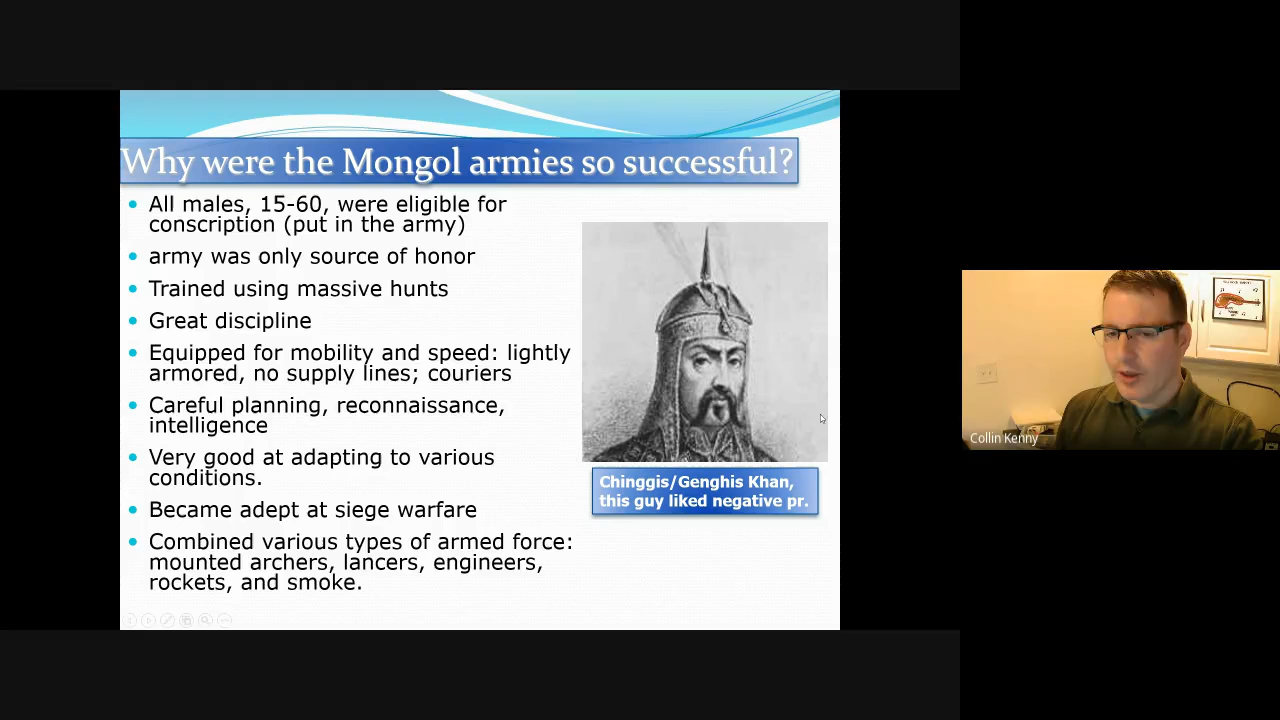 Why were the Mongol armies so successful?
All males, 15-60, were eligible for
conscription (put in the army)
army was only source of honor
Trained using massive hunts
Great discipline
Equipped for mobility and speed: lightly
armored, no supply lines; couriers
Careful planning, reconnaissance,
intelligence
Very good at adapting to various
conditions.
Became adept at siege warfare
Combined various types of armed force:
mounted archers, lancers, engineers,
rockets, and smoke.
Chinggis/Genghis Khan,
this guy liked negative pr.
Collin Kenny